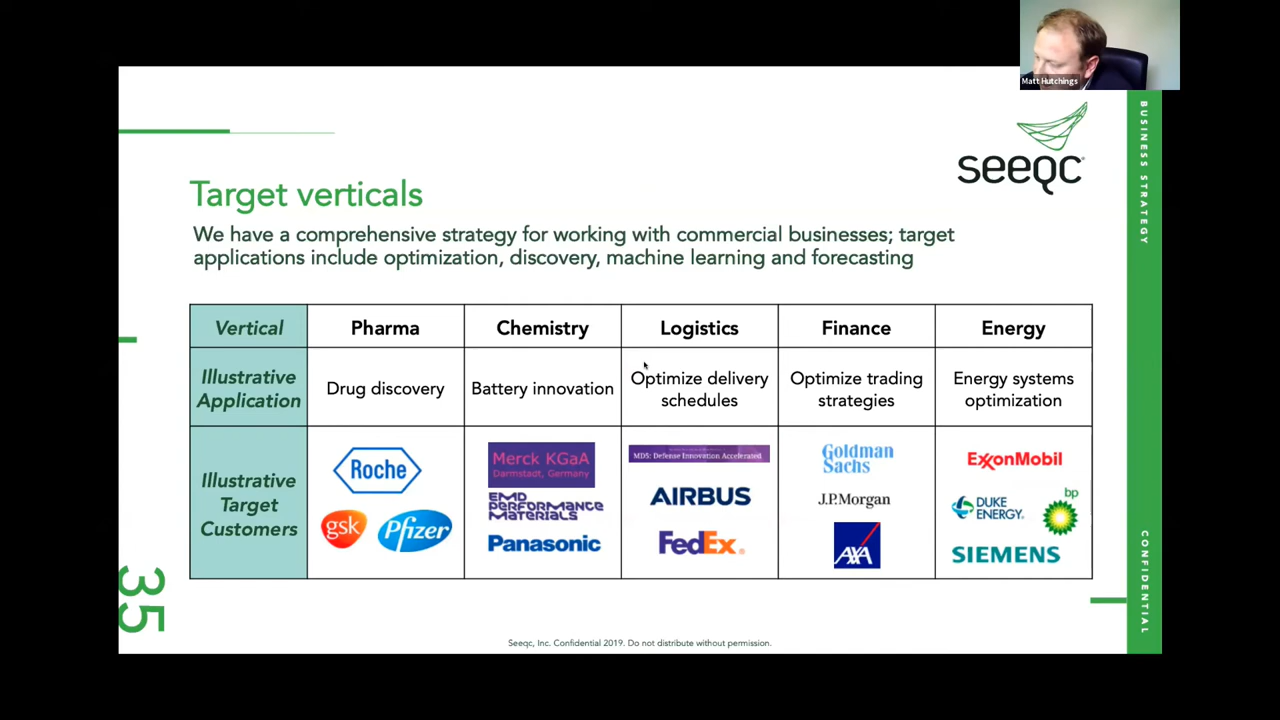 Matt Hutchings
BUSINESS STRATEGY
seeqc
Target verticals
We have a comprehensive strategy for working with commercial businesses; target
applications include optimization, discovery, machine learning and forecasting
Vertical
Pharma
Chemistry
Logistics
Finance
Energy
Illustrative
Application
Drug discovery
Battery innovation
Optimize delivery
schedules
Optimize trading
strategies
Energy systems
optimization
Illustrative
Target
Customers
Roche
gsk
Pfizer
Merck KGaA
Darmstadt, Germany
EMD
PERFORMANCE
MATERIALS
Panasonic
MD5: Defense Innovation Accelerated
AIRBUS
FedEx
Goldman
Sachs
J.P.Morgan
AXA
ExxonMobil
DUKE
ENERGY
bp
SIEMENS
CONFIDENTIAL
35
Seeqc, Inc. Confidential 2019. Do not distribute without permission.